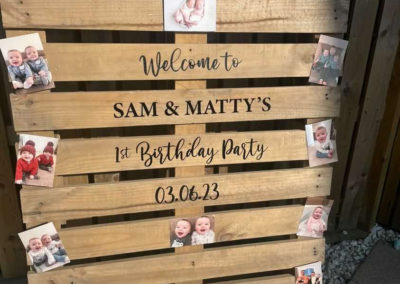 Welcome to
SAM & MATTY'S
1st Birthday Party
03.06.23